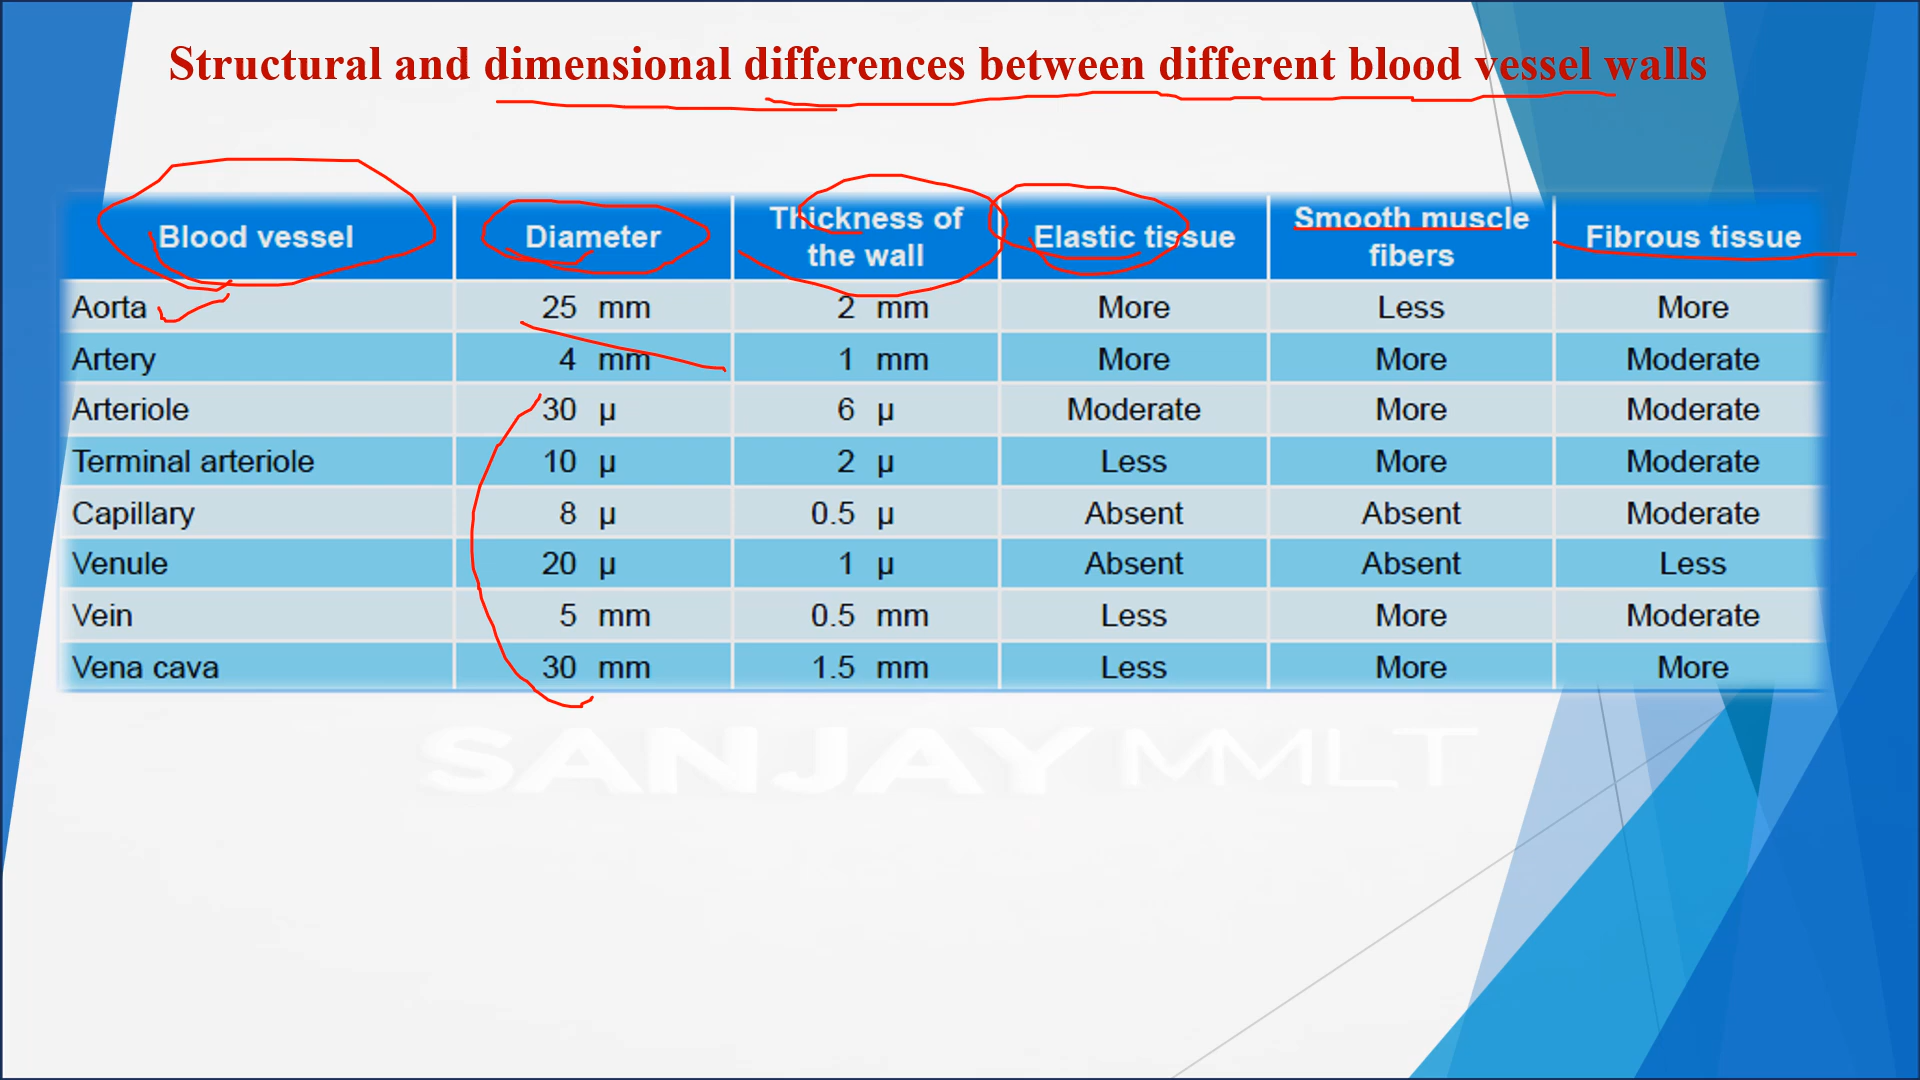 Structural and dimensional differences between different blood vessel walls
Blood vessel Diameter Thickness of the wall Elastic tissue Smooth muscle fibers Fibrous tissue
Aorta 25 mm 2 mm More Less More
Artery 4 mm 1 mm More More Moderate
Arteriole 30 µ 6 µ Moderate More Moderate
Terminal arteriole 10 µ 2 µ Less More Moderate
Capillary 8 µ 0.5 µ Absent Absent Moderate
Venule 20 µ 1 µ Absent Absent Less
Vein 5 mm 0.5 mm Less More Moderate
Vena cava 30 mm 1.5 mm Less More More
SANJAY MMLT